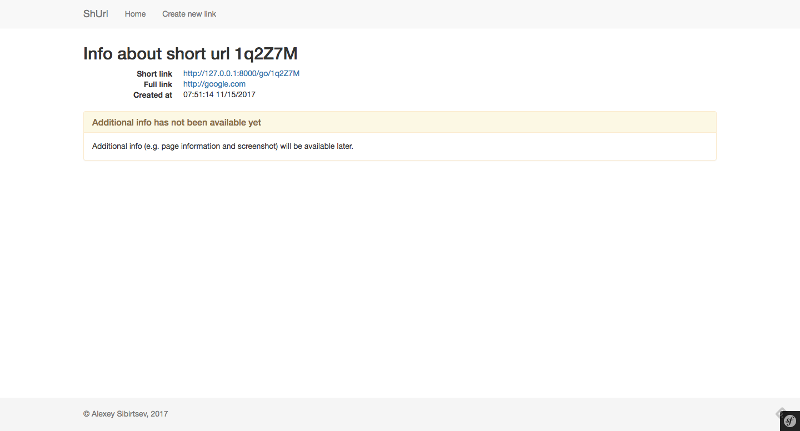 ShUrl Home Create new link
Info about short url 1q2Z7M
Short link http://127.0.0.1:8000/go/1q2Z7M
Full link http://google.com
Created at 07:51:14 11/15/2017
Additional info has not been available yet
Additional info (e.g. page information and screenshot) will be available later.
© Alexey Sibirtsev, 2017
sf